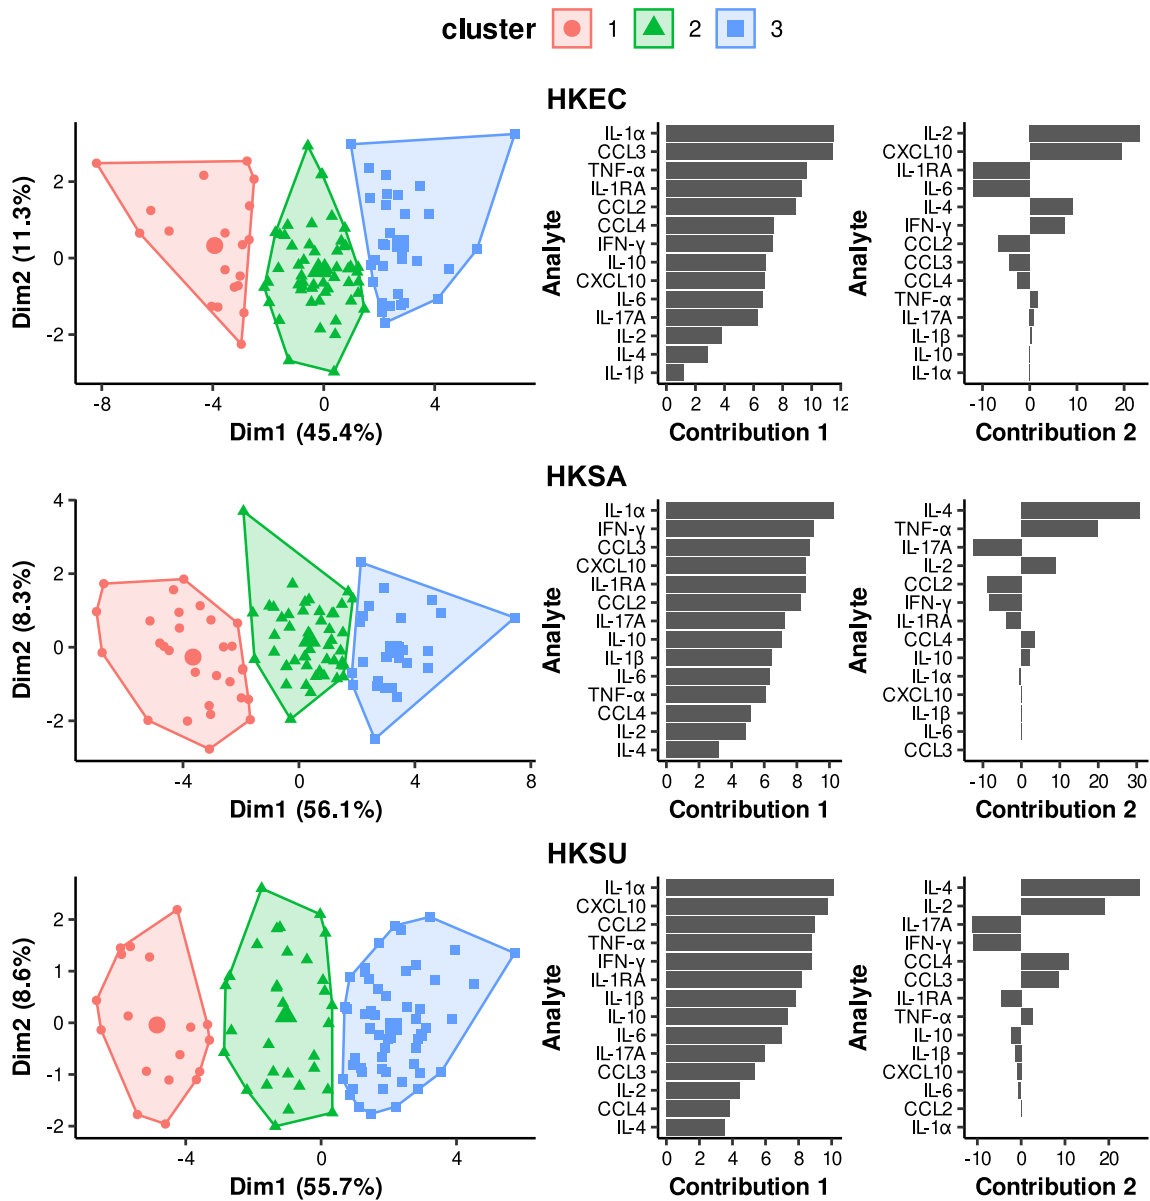 cluster 1 2 3
HKEC
Dim2 (11.3%)
2
0
-2
-8 -4 0 4
Dim1 (45.4%)
Analyte
IL-1α
CCL3
TNF-α
IL-1RA
CCL2
CCL4
IFN-γ
IL-10
CXCL10
IL-6
IL-17A
IL-2
IL-4
IL-1β
0 2 4 6 8 10 12
Contribution 1
Analyte
IL-2
CXCL10
IL-1RA
IL-6
IL-4
IFN-γ
CCL2
CCL3
CCL4
TNF-α
IL-17A
IL-1β
IL-10
IL-1α
-10 0 10 20
Contribution 2
HKSA
Dim2 (8.3%)
4
2
0
-2
-4 0 4 8
Dim1 (56.1%)
Analyte
IL-1α
IFN-γ
CCL3
CXCL10
IL-1RA
CCL2
IL-17A
IL-10
IL-1β
IL-6
TNF-α
CCL4
IL-2
IL-4
0 2 4 6 8 10
Contribution 1
Analyte
IL-4
TNF-α
IL-17A
IL-2
CCL2
IFN-γ
IL-1RA
CCL4
IL-10
IL-1α
CXCL10
IL-1β
IL-6
CCL3
-10 0 10 20 30
Contribution 2
HKSU
Dim2 (8.6%)
2
1
0
-1
-2
-4 0 4
Dim1 (55.7%)
Analyte
IL-1α
CXCL10
CCL2
TNF-α
IFN-γ
IL-1RA
IL-1β
IL-10
IL-6
IL-17A
CCL3
IL-2
CCL4
IL-4
0 2 4 6 8 10
Contribution 1
Analyte
IL-4
IL-2
IL-17A
IFN-γ
CCL4
CCL3
IL-1RA
TNF-α
IL-10
IL-1β
CXCL10
IL-6
CCL2
IL-1α
-10 0 10 20
Contribution 2